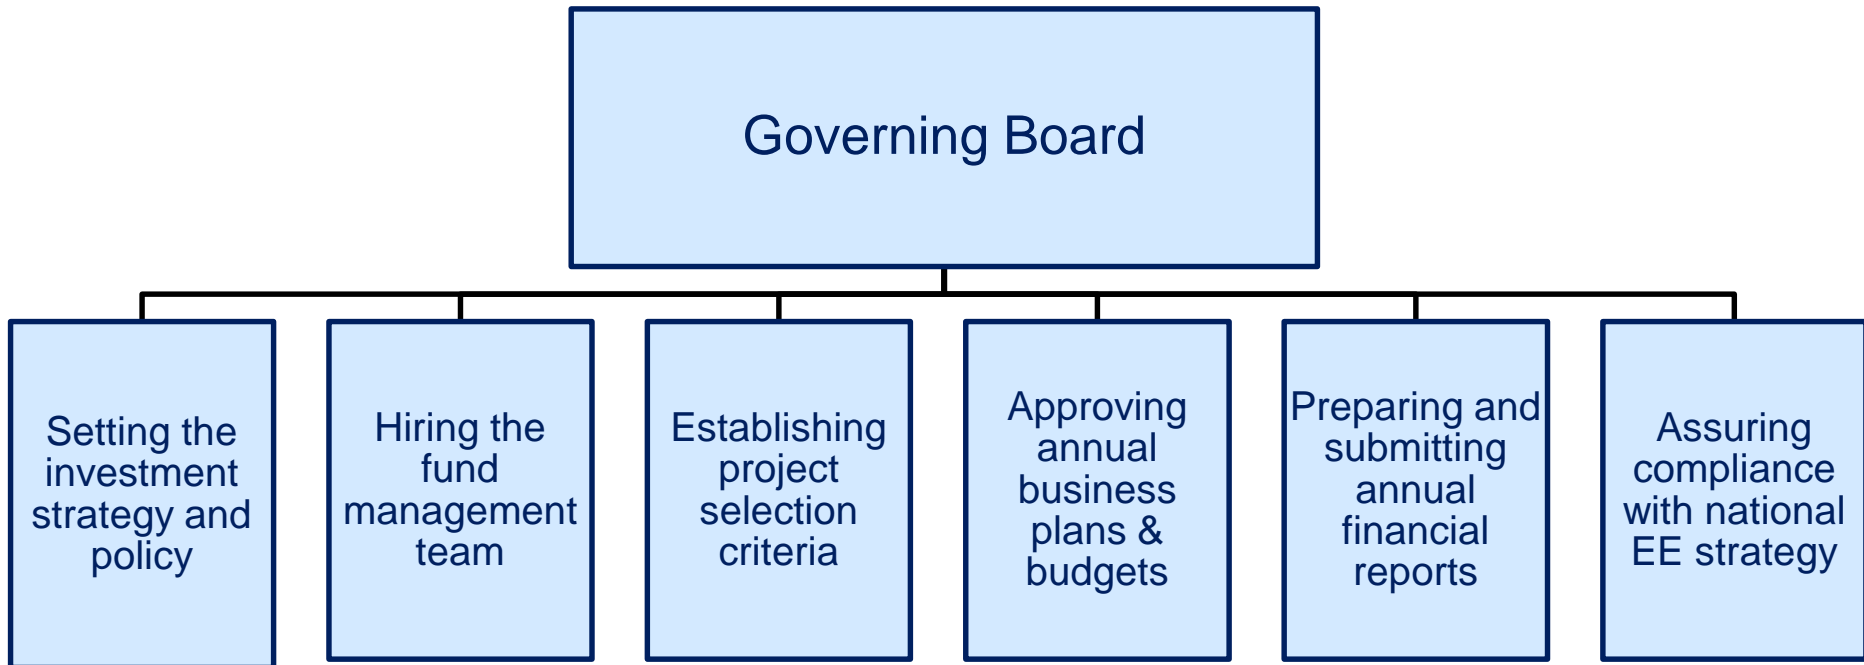 Governing Board
Setting the
investment
strategy and
policy
Hiring the
fund
management
team
Establishing
project
selection
criteria
Approving
annual
business
plans &
budgets
Preparing and
submitting
annual
financial
reports
Assuring
compliance
with national
EE strategy